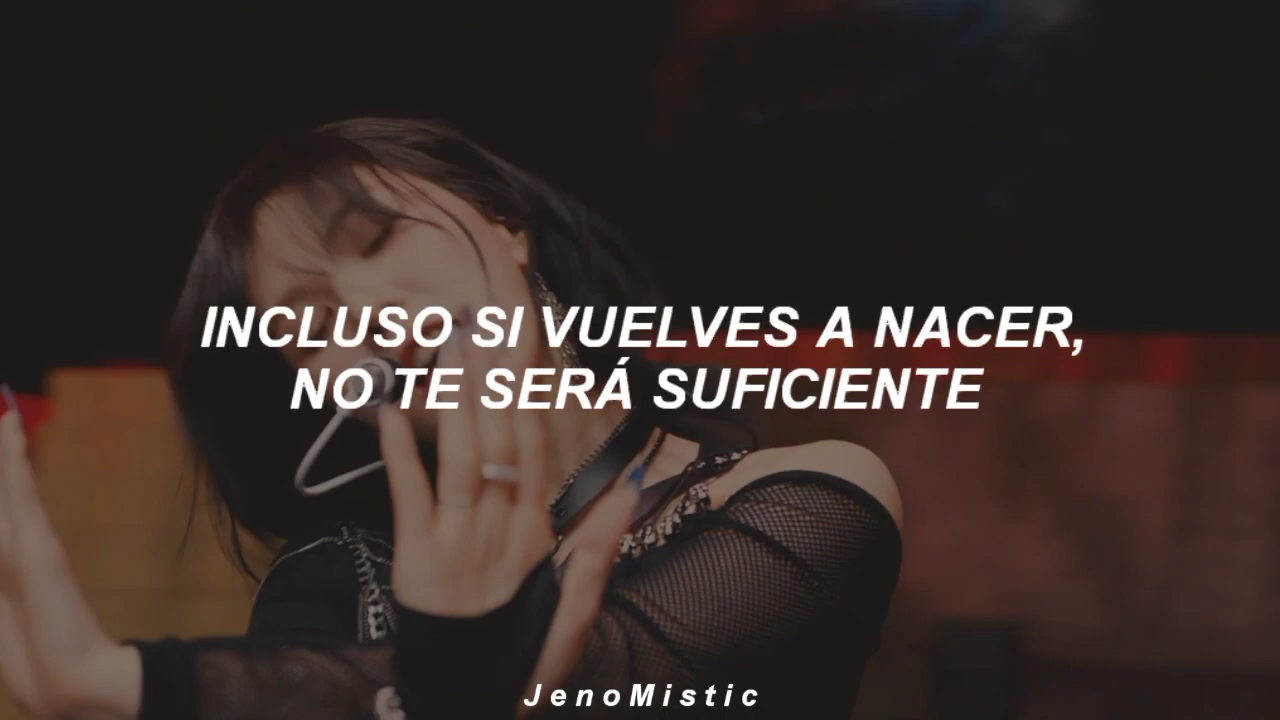 INCLUSO SI VUELVES A NACER,
NO TE SERÁ SUFICIENTE
JenoMistic